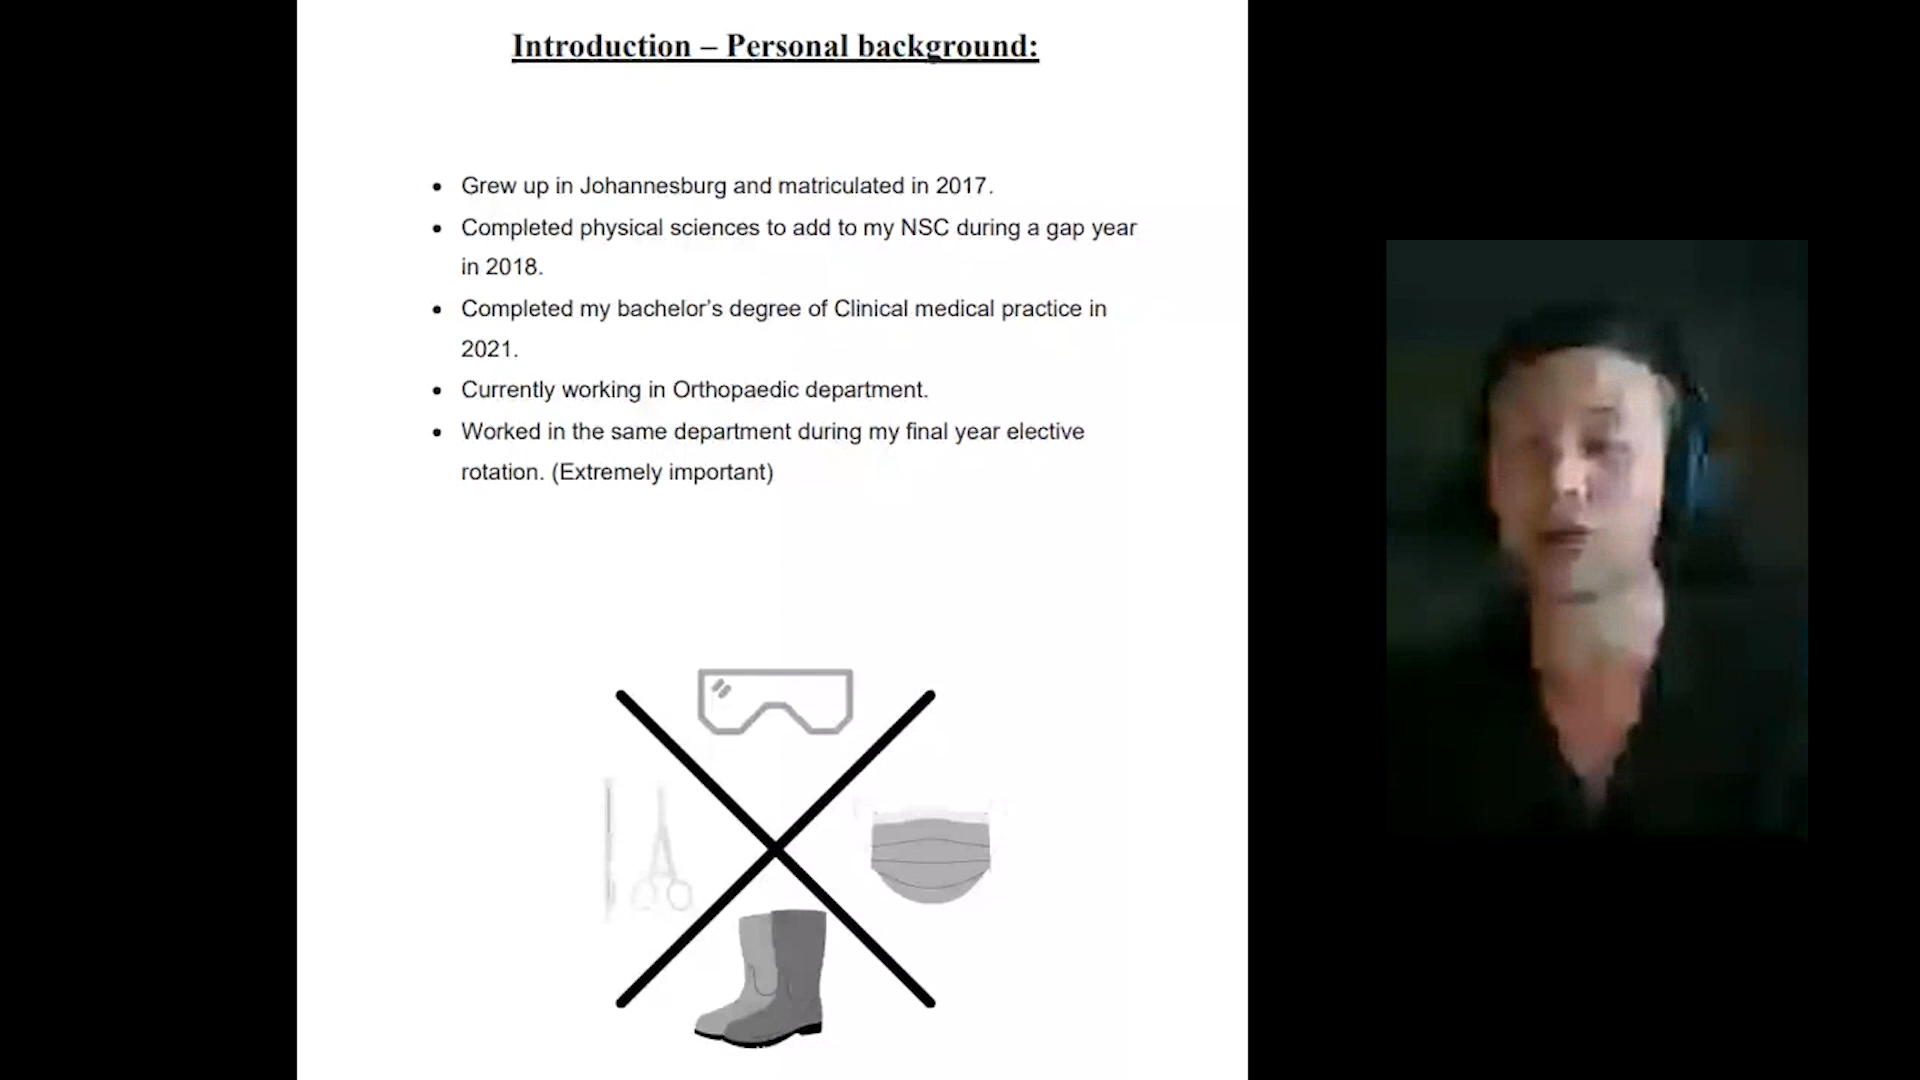 Introduction – Personal background:
• Grew up in Johannesburg and matriculated in 2017.
• Completed physical sciences to add to my NSC during a gap year
in 2018.
• Completed my bachelor’s degree of Clinical medical practice in
2021.
• Currently working in Orthopaedic department.
• Worked in the same department during my final year elective
rotation. (Extremely important)